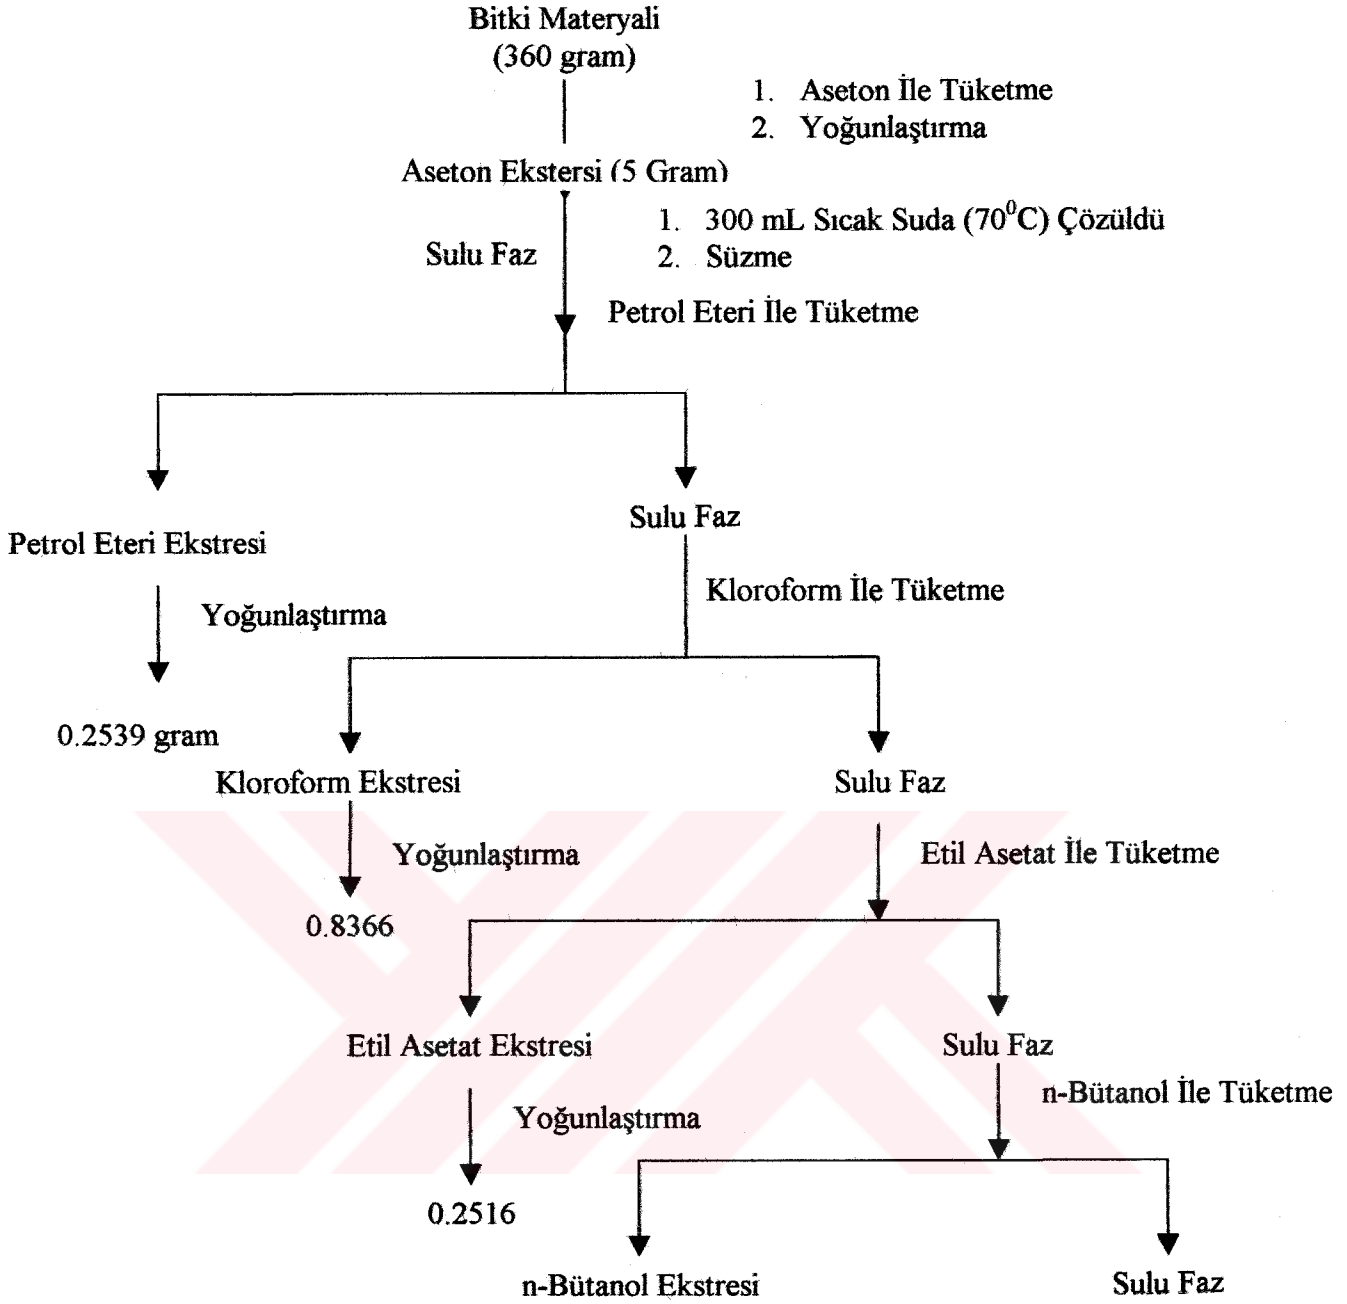 Bitki Materyali
(360 gram)
1. Aseton İle Tüketme
2. Yoğunlaştırma
Aseton Ekstersi (5 Gram)
1. 300 mL Sıcak Suda (70⁰C) Çözüldü
Sulu Faz
2. Süzme
Petrol Eteri İle Tüketme
Sulu Faz
Petrol Eteri Ekstresi
Kloroform İle Tüketme
Yoğunlaştırma
0.2539 gram
Kloroform Ekstresi
Sulu Faz
Yoğunlaştırma
Etil Asetat İle Tüketme
0.8366
Etil Asetat Ekstresi
Sulu Faz
n-Bütanol İle Tüketme
Yoğunlaştırma
0.2516
n-Bütanol Ekstresi
Sulu Faz